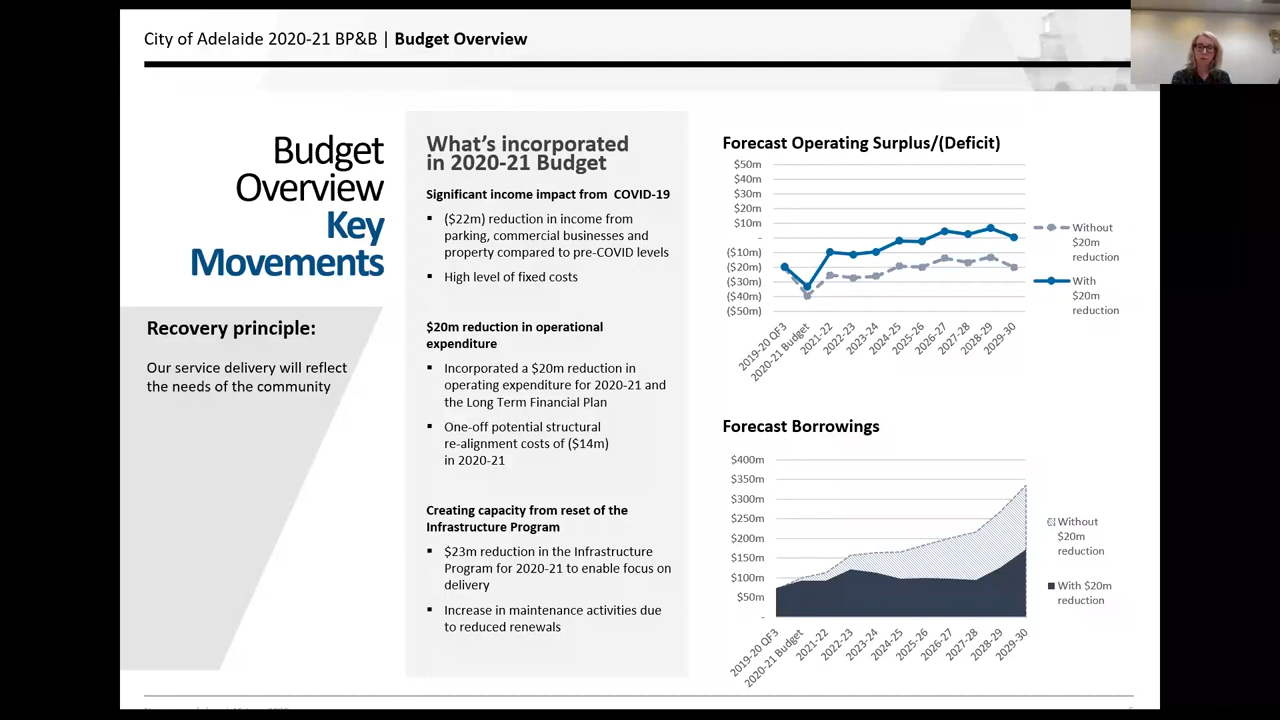 City of Adelaide 2020-21 BP&B | Budget Overview
Budget
Overview
Key
Movements
Recovery principle:
Our service delivery will reflect
the needs of the community
What's incorporated
in 2020-21 Budget
Significant income impact from COVID-19
▪ ($22m) reduction in income from
parking, commercial businesses and
property compared to pre-COVID levels
▪ High level of fixed costs
$20m reduction in operational
expenditure
▪ Incorporated a $20m reduction in
operating expenditure for 2020-21 and
the Long Term Financial Plan
▪ One-off potential structural
re-alignment costs of ($14m)
in 2020-21
Creating capacity from reset of the
Infrastructure Program
▪ $23m reduction in the Infrastructure
Program for 2020-21 to enable focus on
delivery
▪ Increase in maintenance activities due
to reduced renewals
Forecast Operating Surplus/(Deficit)
$50m
$40m
$30m
$20m
$10m
-
($10m)
($20m)
($30m)
($40m)
($50m)
2019-20 QF3
2020-21 Budget
2021-22
2022-23
2023-24
2024-25
2025-26
2026-27
2027-28
2028-29
2029-30
Without
$20m
reduction
With
$20m
reduction
Forecast Borrowings
$400m
$350m
$300m
$250m
$200m
$150m
$100m
$50m
-
2019-20 QF3
2020-21 Budget
2021-22
2022-23
2023-24
2024-25
2025-26
2026-27
2027-28
2028-29
2029-30
Without
$20m
reduction
With $20m
reduction